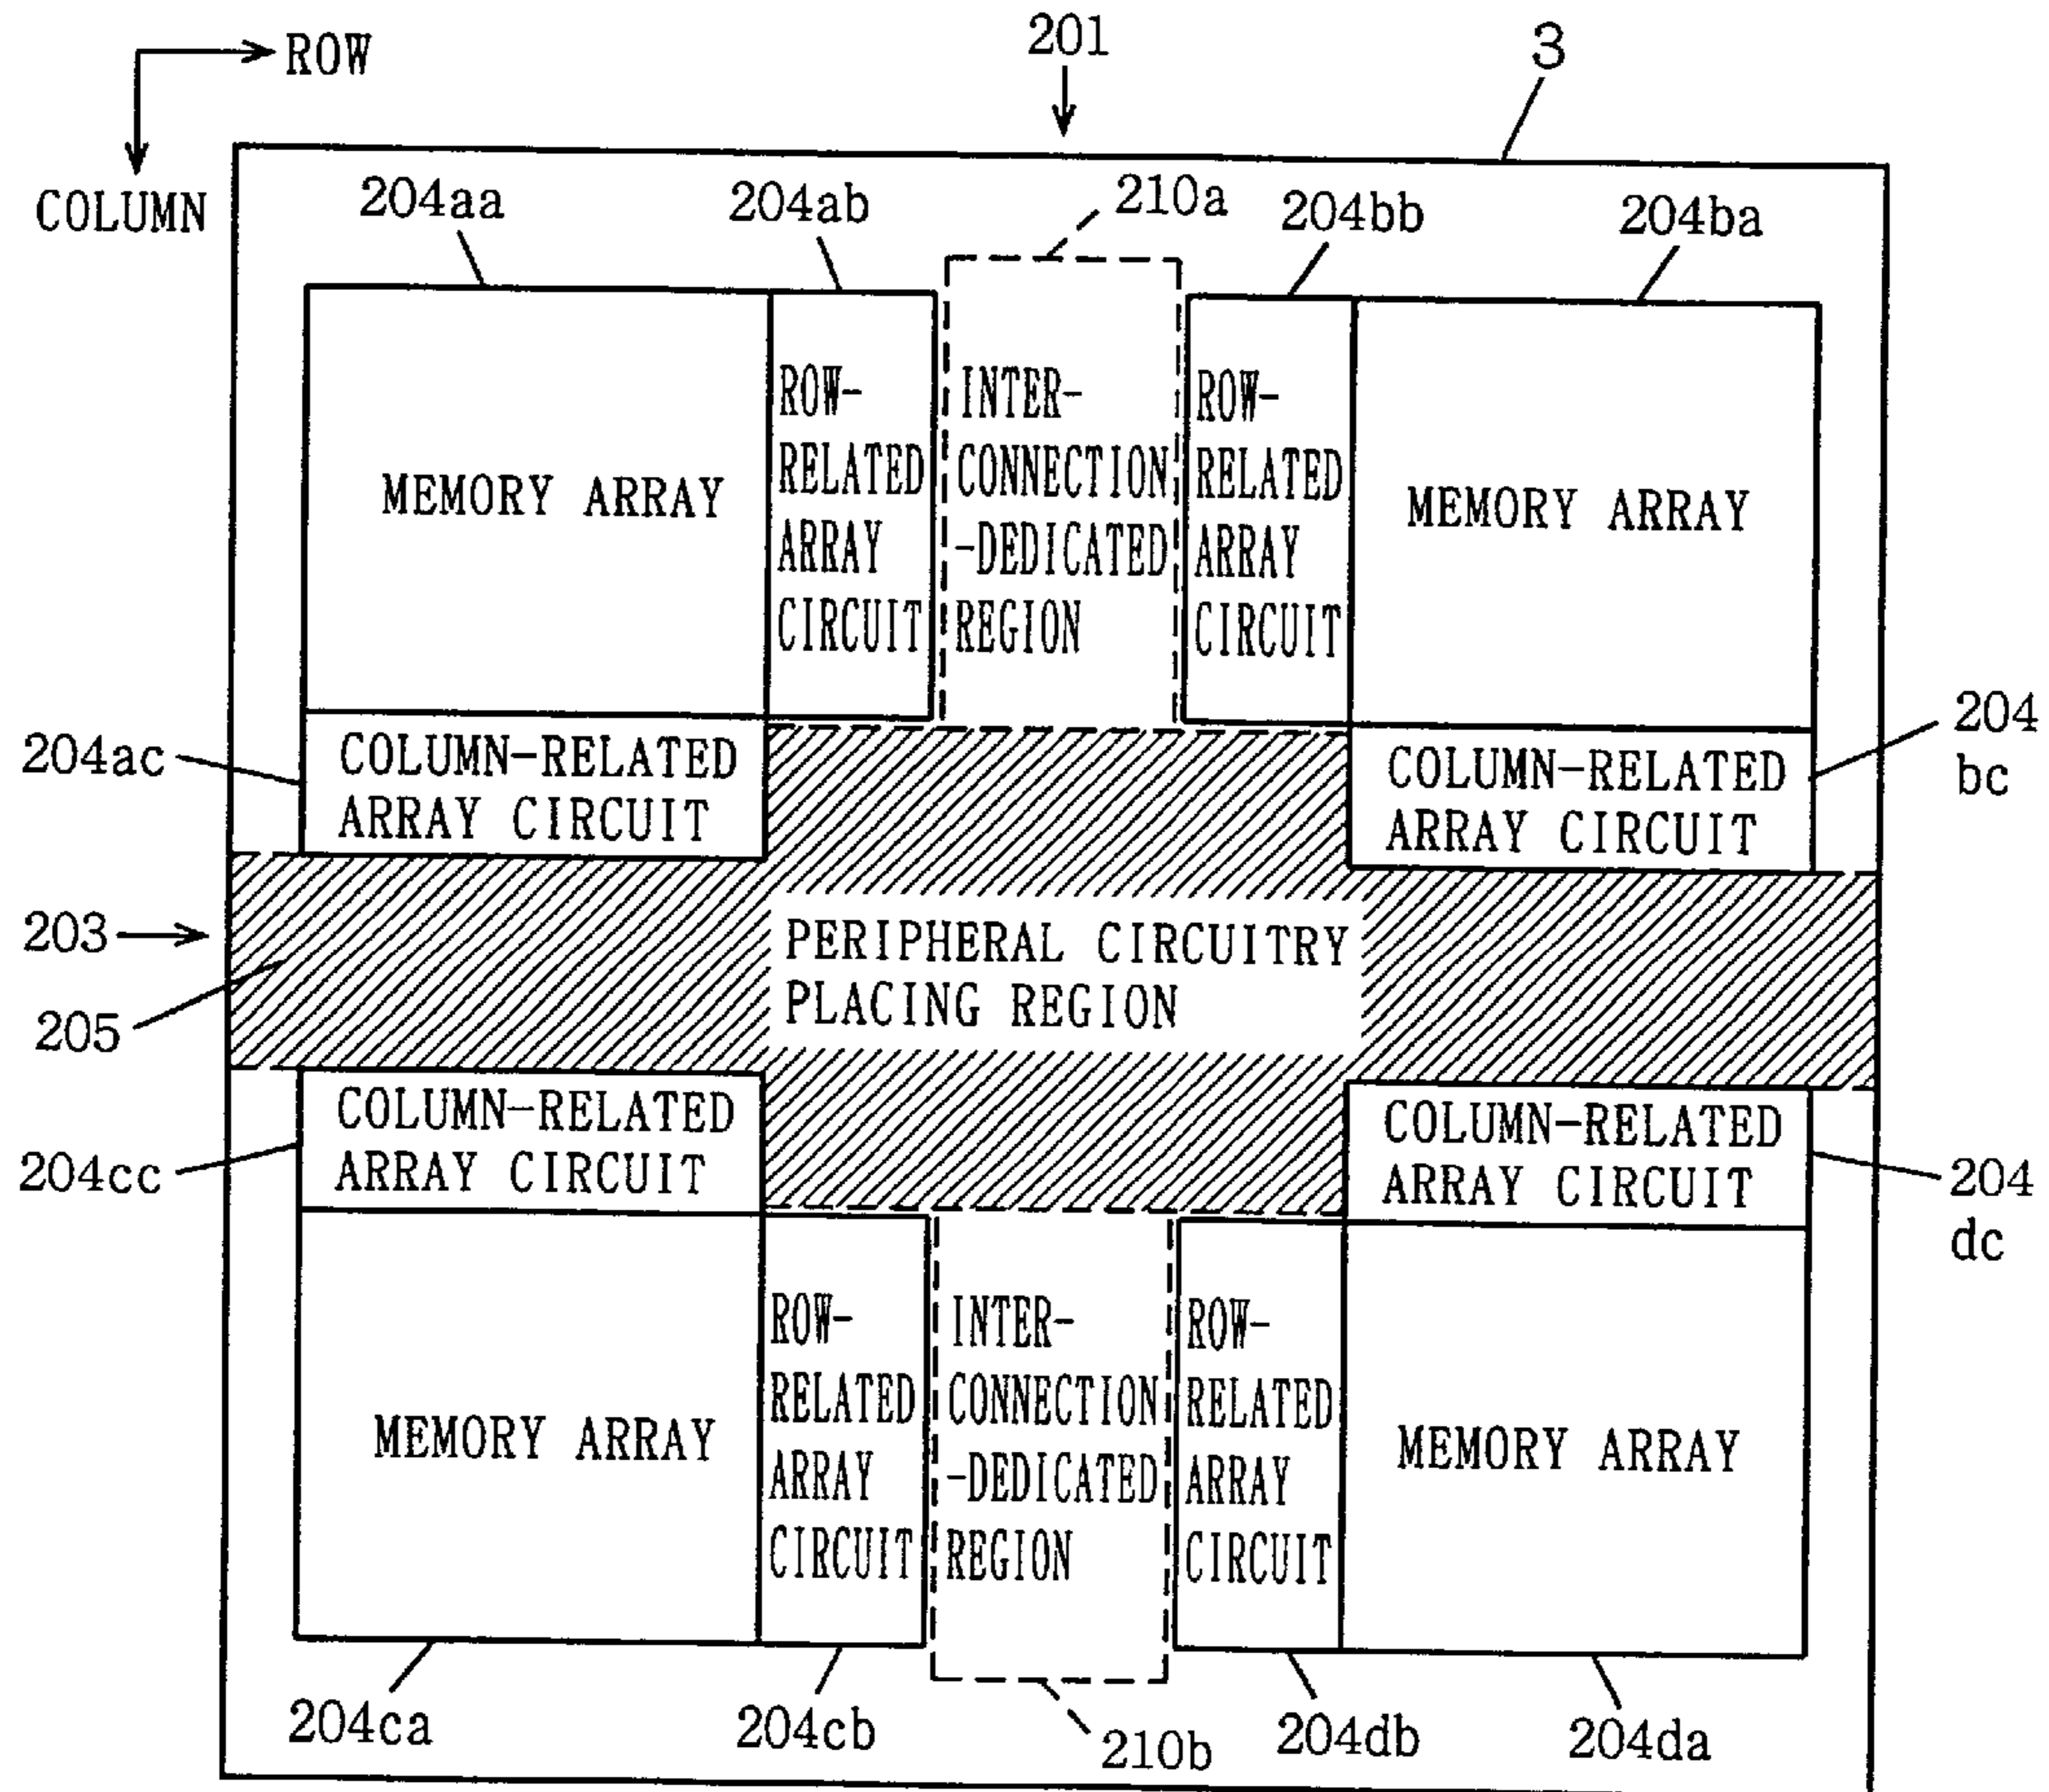 ROW
COLUMN
201
3
204aa
204ab
210a
204bb
204ba
MEMORY ARRAY
ROW-
RELATED
ARRAY
CIRCUIT
INTER-
CONNECTION
-DEDICATED
REGION
ROW-
RELATED
ARRAY
CIRCUIT
MEMORY ARRAY
204ac
COLUMN-RELATED
ARRAY CIRCUIT
COLUMN-RELATED
ARRAY CIRCUIT
204
bc
203
205
PERIPHERAL CIRCUITRY
PLACING REGION
204cc
COLUMN-RELATED
ARRAY CIRCUIT
COLUMN-RELATED
ARRAY CIRCUIT
204
dc
MEMORY ARRAY
ROW-
RELATED
ARRAY
CIRCUIT
INTER-
CONNECTION
-DEDICATED
REGION
ROW-
RELATED
ARRAY
CIRCUIT
MEMORY ARRAY
204ca
204cb
210b
204db
204da